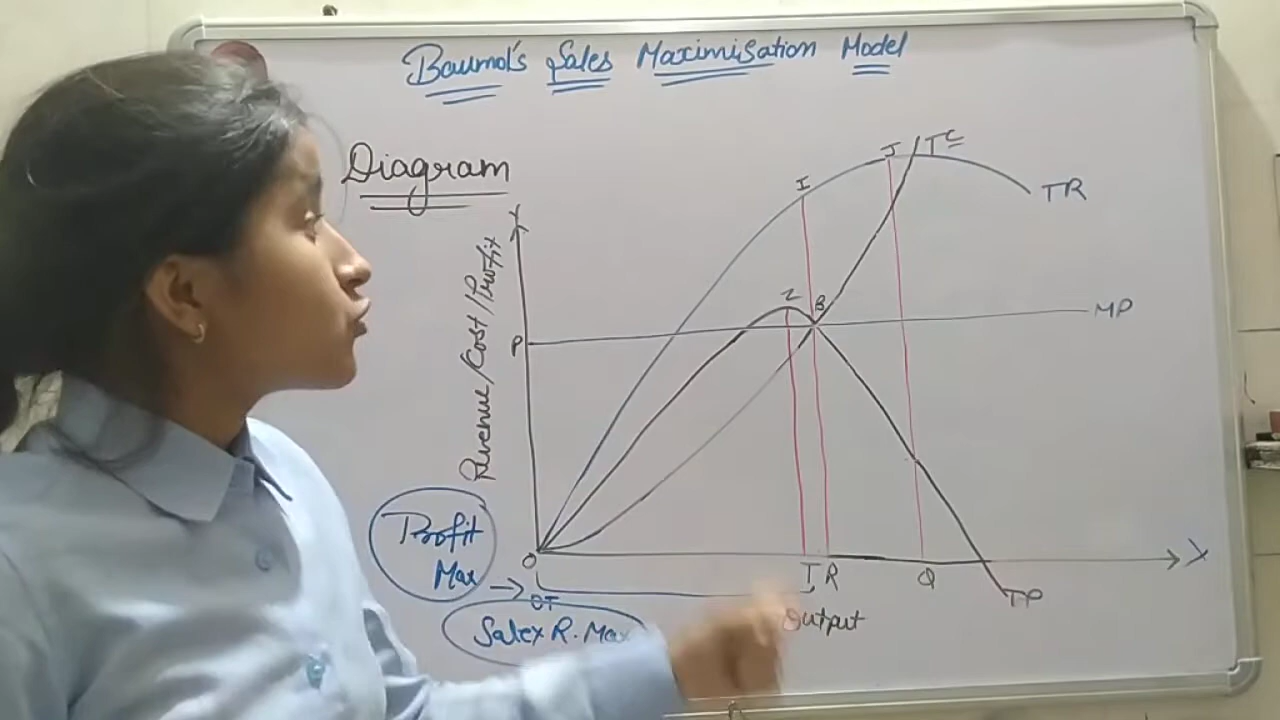 Baumol's Sales Maximisation Model
Diagram
Y
Revenue/Cost/Profit
TC
J
I
TR
Z
B
MP
P
O
T R
Q
X
TP
Output
Profit
Max
OT
Sales R. Max